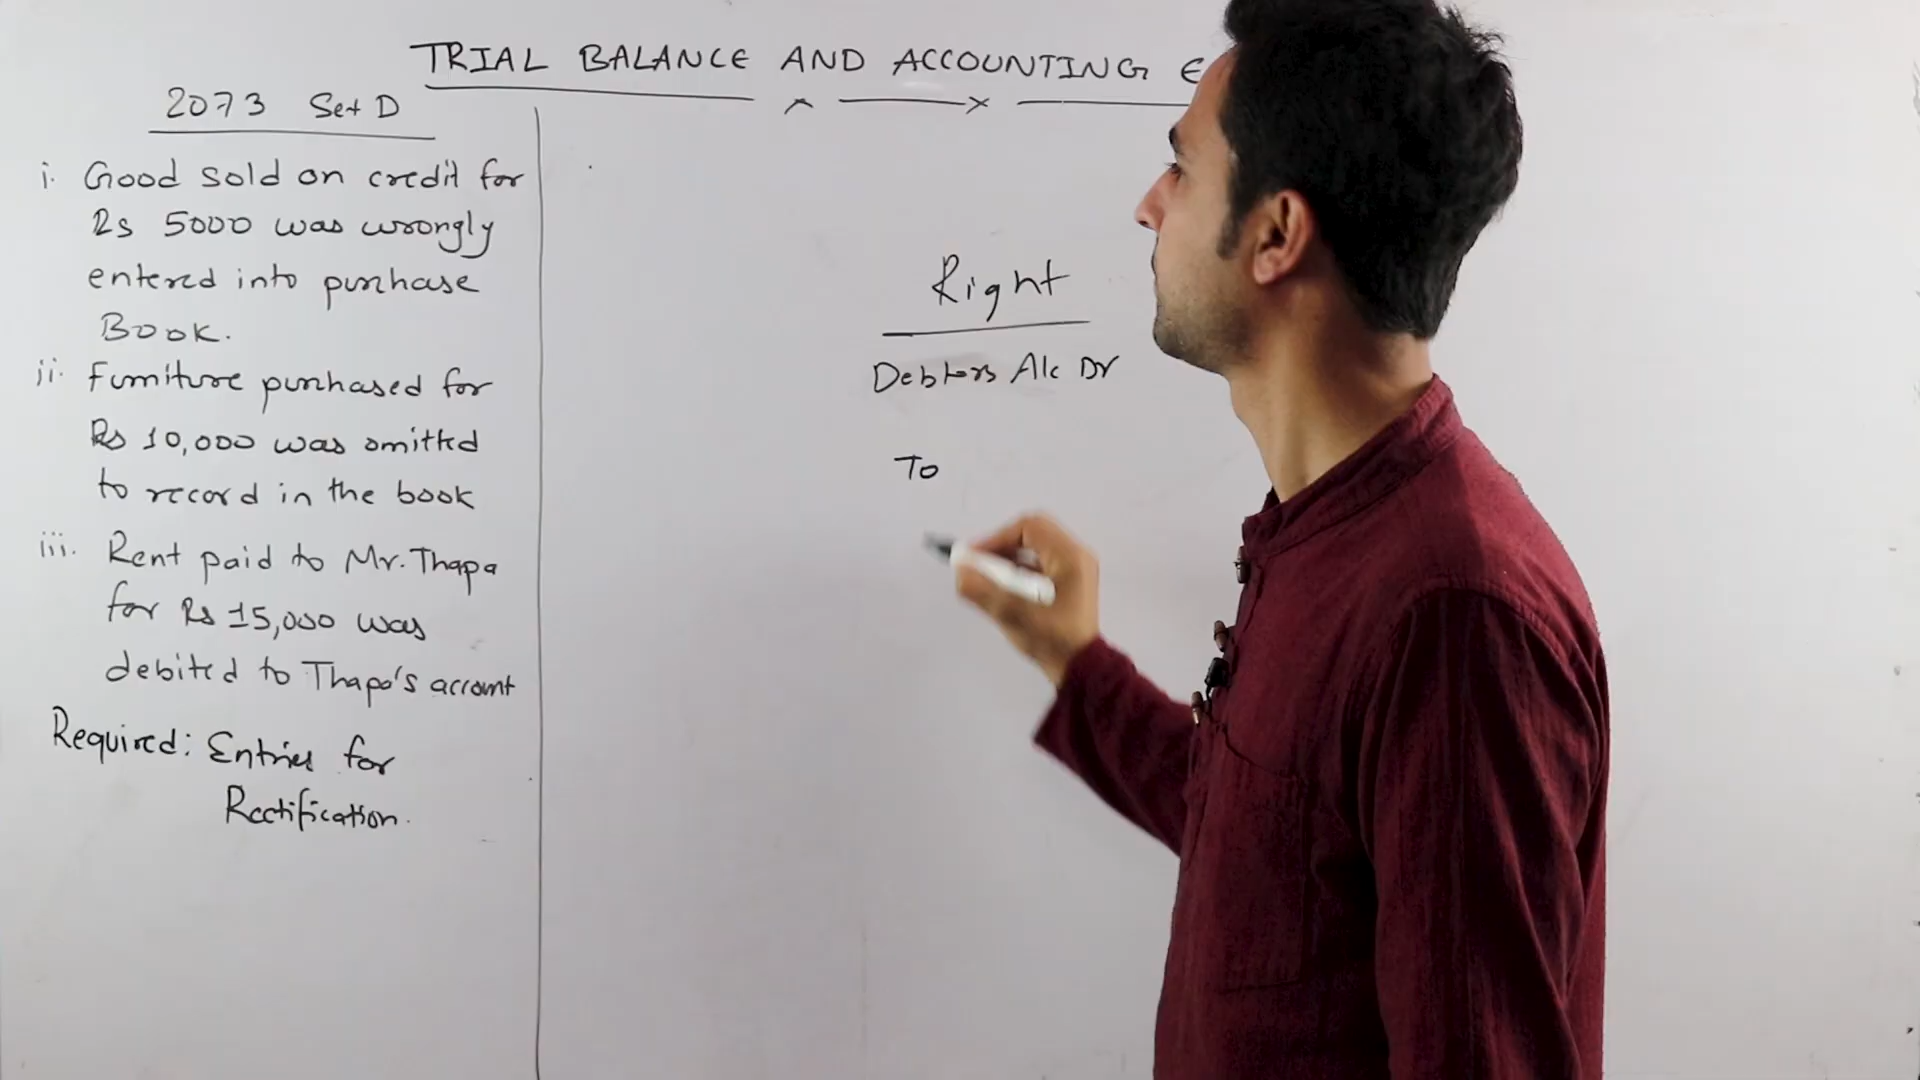 TRIAL BALANCE AND ACCOUNTING E
2073 Set D
i. Good sold on credit for
Rs 5000 was wrongly
entered into purchase
Book.
ii. Furniture purchased for
Rs 10,000 was omitted
to record in the book
iii. Rent paid to Mr. Thapa
for Rs 15,000 was
debited to Thapa's account
Required: Entries for
Rectification.
Right
Debtors A/c Dr
To